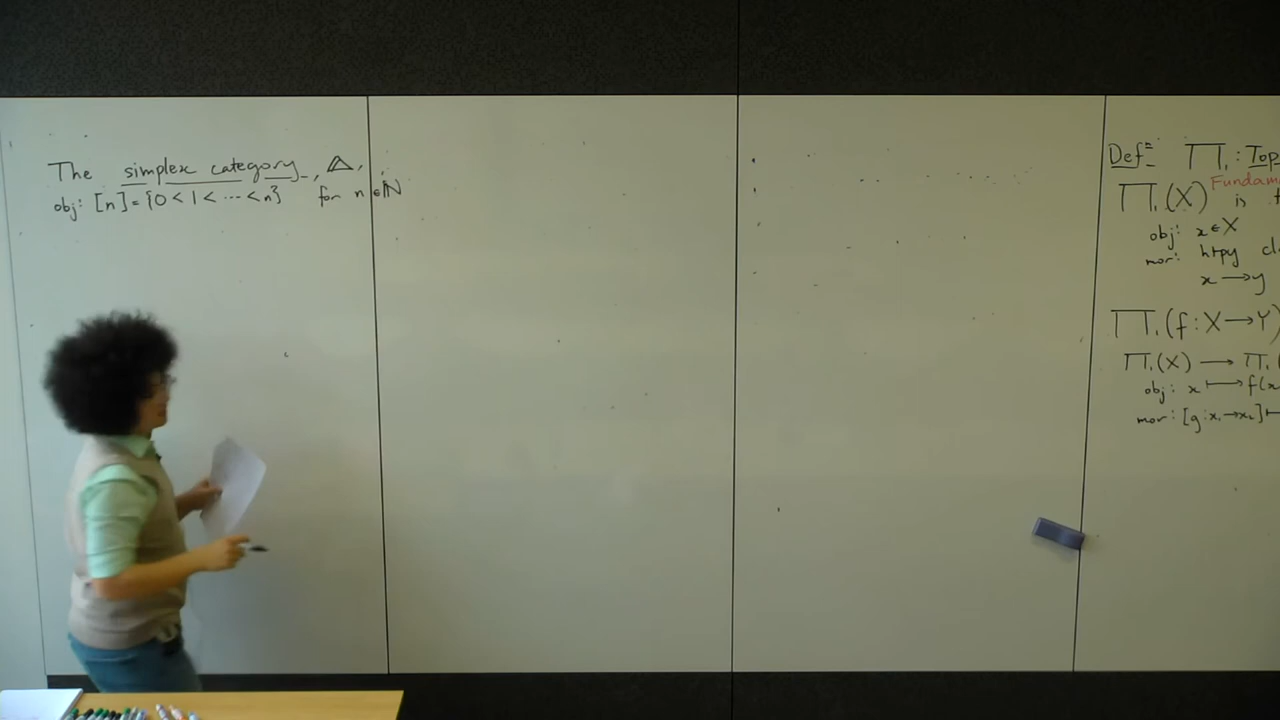 The simplex category, Δ,
obj: [n] = {0 < 1 < ⋯ < n} for n ∈ ℕ
Def: Π₁ : Top
Fundam
Π₁(X) is
obj: x ∈ X
mor: htpy cl
x ⟶ y
Π₁(f : X ⟶ Y)
Π₁(X) ⟶ Π₁(
obj: x ⟼ f(x
mor: [g : x₁ → x₂] ⟼